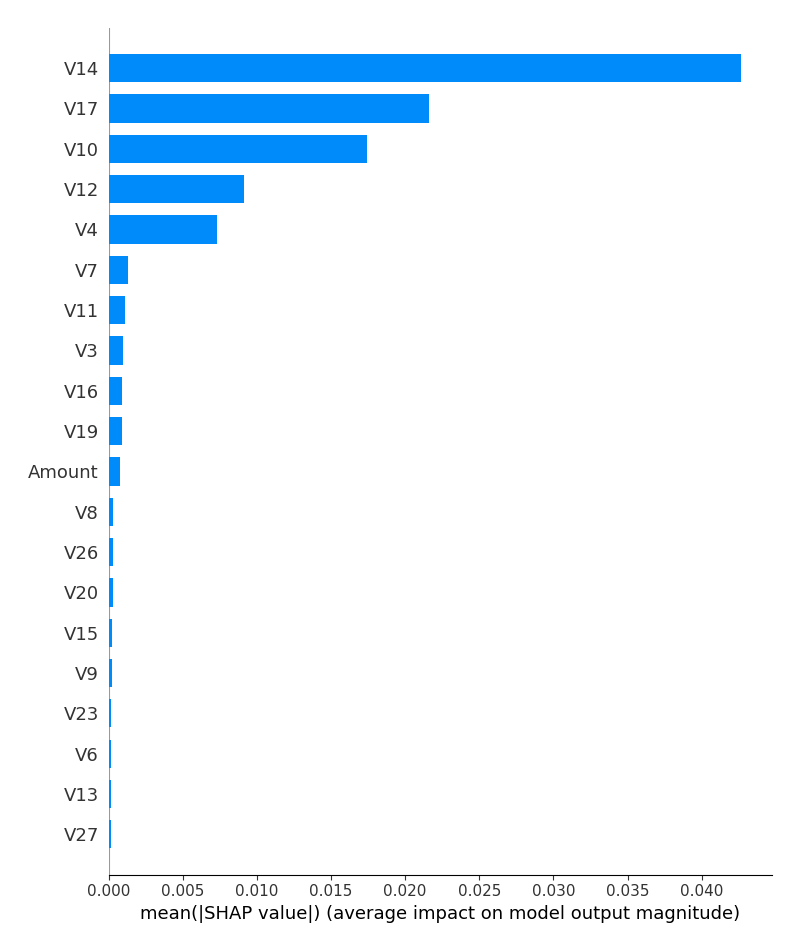 V14
V17
V10
V12
V4
V7
V11
V3
V16
V19
Amount
V8
V26
V20
V15
V9
V23
V6
V13
V27
0.000 0.005 0.010 0.015 0.020 0.025 0.030 0.035 0.040
mean(|SHAP value|) (average impact on model output magnitude)